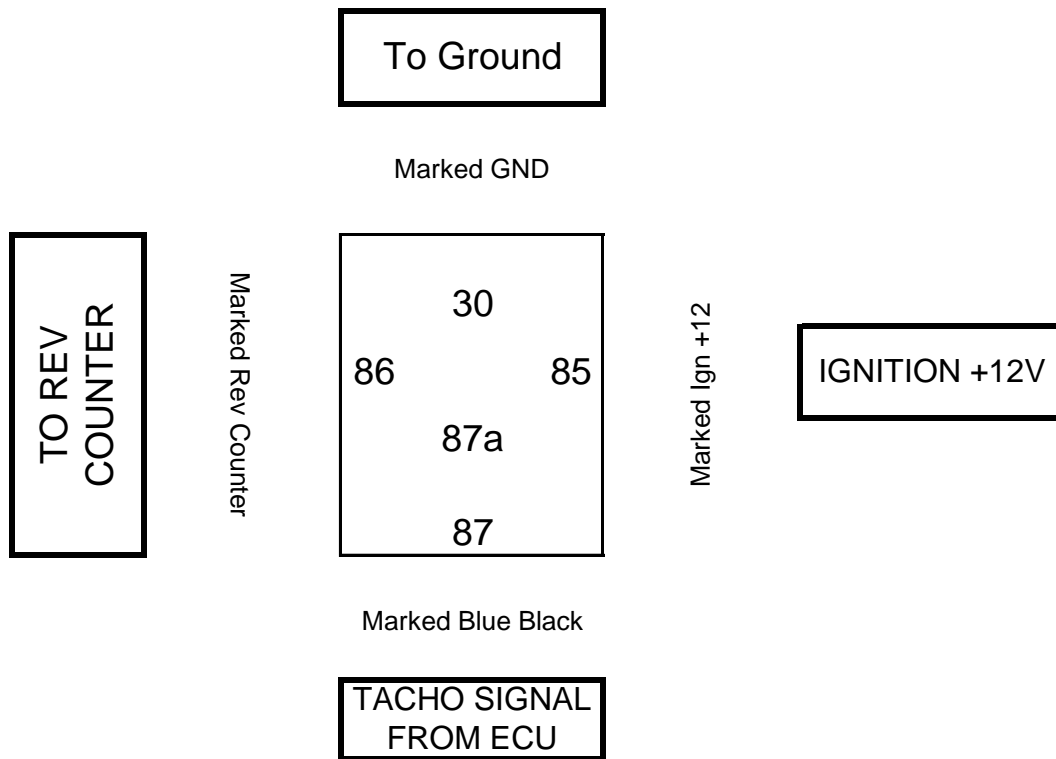 To Ground
Marked GND
TO REV
COUNTER
Marked Rev Counter
30
86
85
87a
87
Marked Ign +12
IGNITION +12V
Marked Blue Black
TACHO SIGNAL
FROM ECU